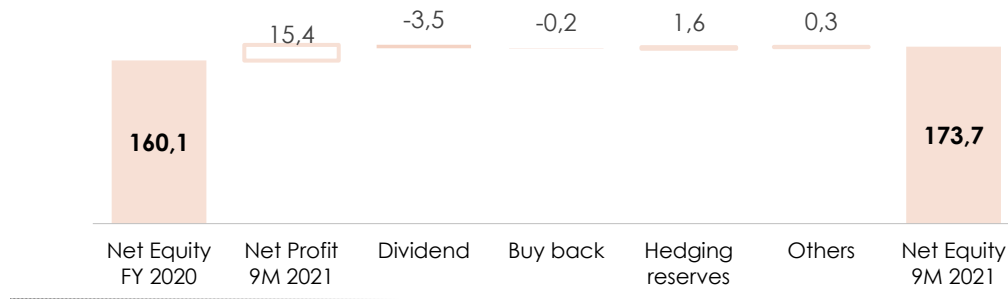 15,4
-3,5
-0,2
1,6
0,3
160,1
173,7
Net Equity FY 2020
Net Profit 9M 2021
Dividend
Buy back
Hedging reserves
Others
Net Equity 9M 2021